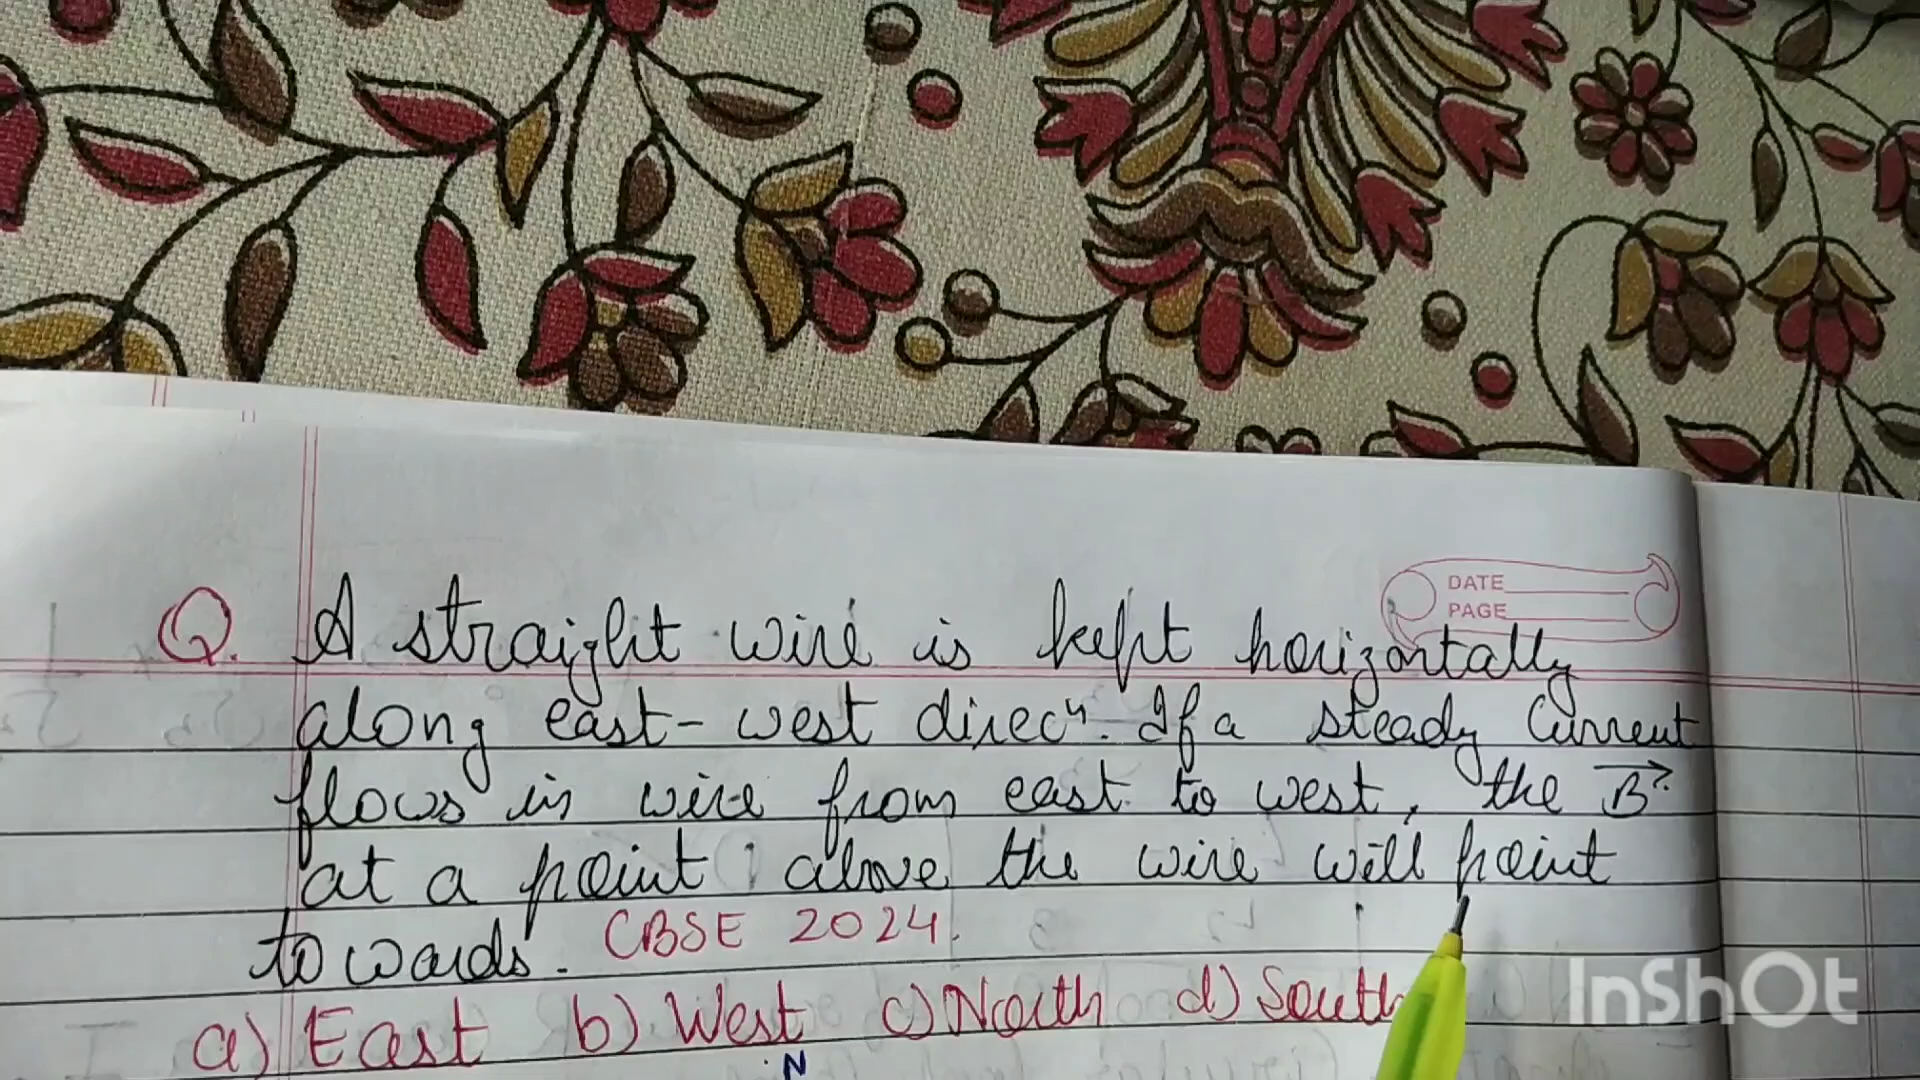 DATE
PAGE
Q. A straight wire is kept horizontally
along east-west direcⁿ. If a steady current
flows in wire from east to west, the B⃗
at a point above the wire will point
towards. CBSE 2024.
a) East b) West c) North d) South
N
InShOt